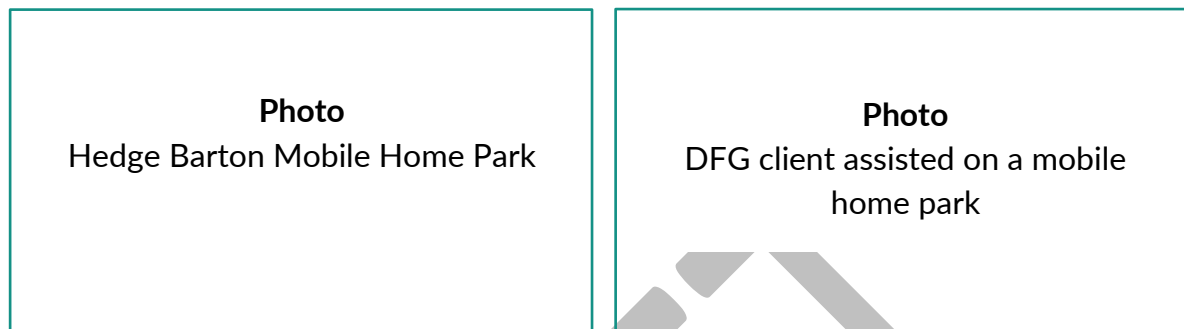 Photo
Hedge Barton Mobile Home Park
Photo
DFG client assisted on a mobile
home park